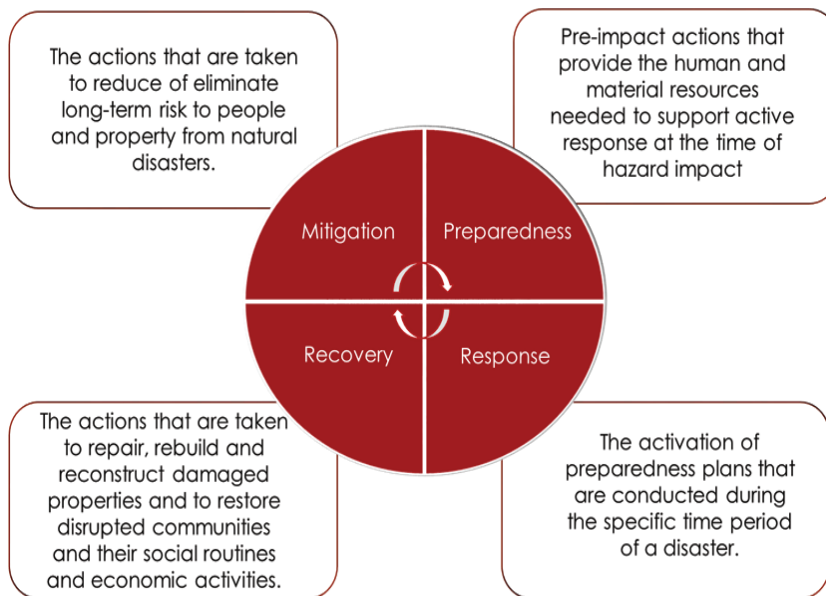 The actions that are taken
to reduce of eliminate
long-term risk to people
and property from natural
disasters.
Pre-impact actions that
provide the human and
material resources
needed to support active
response at the time of
hazard impact
Mitigation
Preparedness
Recovery
Response
The actions that are taken
to repair, rebuild and
reconstruct damaged
properties and to restore
disrupted communities
and their social routines
and economic activities.
The activation of
preparedness plans that
are conducted during
the specific time period
of a disaster.